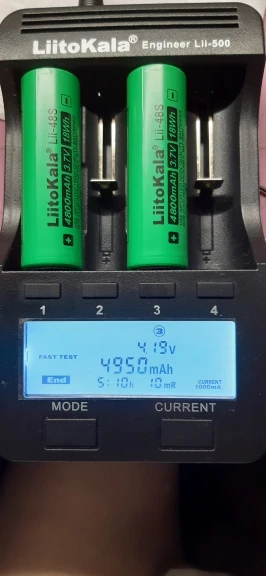 LiitoKala® Engineer Lii-500
LiitoKala® Lii-48S
4800mAh 3.7V 18Wh
LiitoKala® Lii-48S
4800mAh 3.7V 18Wh
1 2 3 4
3
4.19V
FAST TEST
4950mAh
End
5:10h 10mR
CURRENT
1000mA
MODE CURRENT